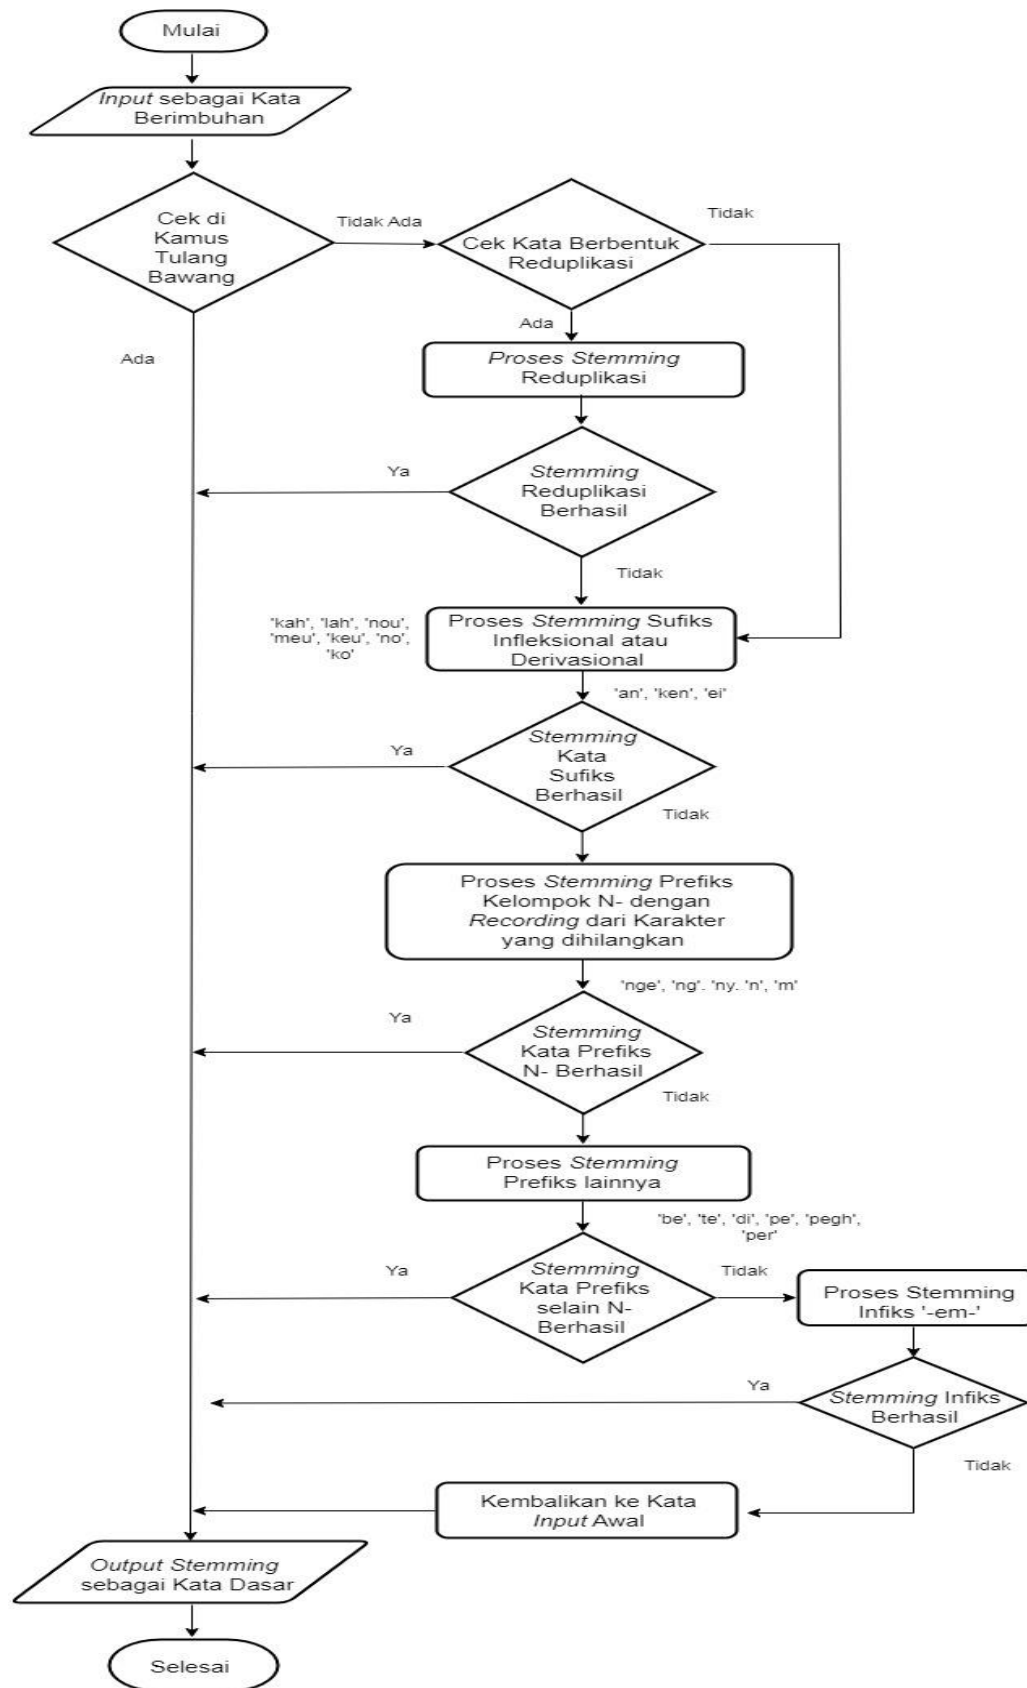 Mulai
Input sebagai Kata
Berimbuhan
Cek di
Kamus
Tulang
Bawang
Tidak Ada
Cek Kata Berbentuk
Reduplikasi
Tidak
Ada
Ada
Proses Stemming
Reduplikasi
Ya
Stemming
Reduplikasi
Berhasil
Tidak
'kah', 'lah', 'nou',
'meu', 'keu', 'no',
'ko'
Proses Stemming Sufiks
Infleksional atau
Derivasional
'an', 'ken', 'ei'
Ya
Stemming
Kata
Sufiks
Berhasil
Tidak
Proses Stemming Prefiks
Kelompok N- dengan
Recording dari Karakter
yang dihilangkan
'nge', 'ng'. 'ny. 'n', 'm'
Ya
Stemming
Kata Prefiks
N- Berhasil
Tidak
Proses Stemming
Prefiks lainnya
'be', 'te', 'di', 'pe', 'pegh',
'per'
Ya
Stemming
Kata Prefiks
selain N-
Berhasil
Tidak
Proses Stemming
Infiks '-em-'
Ya
Stemming Infiks
Berhasil
Tidak
Kembalikan ke Kata
Input Awal
Output Stemming
sebagai Kata Dasar
Selesai